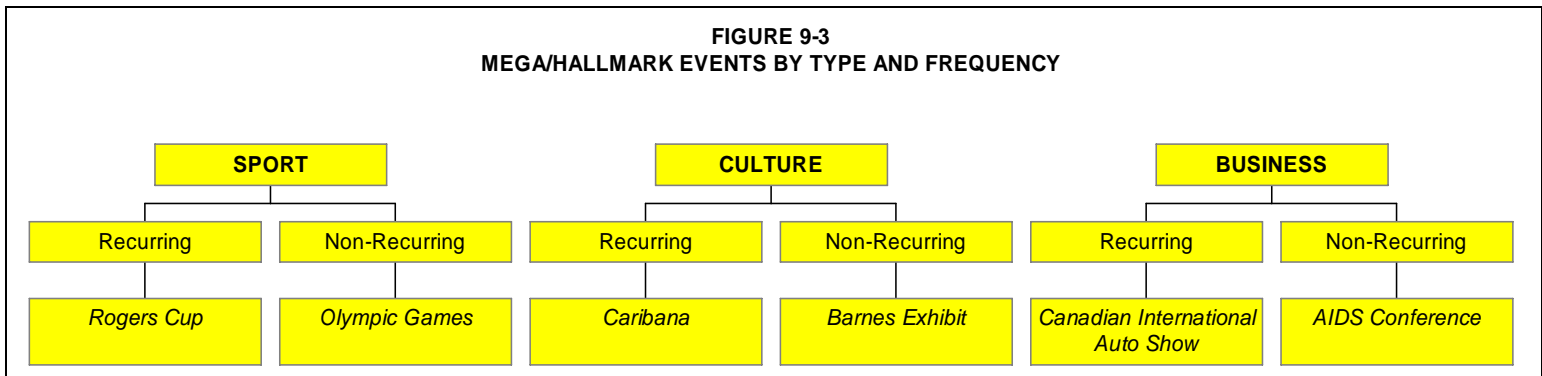 FIGURE 9-3
MEGA/HALLMARK EVENTS BY TYPE AND FREQUENCY
SPORT
CULTURE
BUSINESS
Recurring
Non-Recurring
Recurring
Non-Recurring
Recurring
Non-Recurring
Rogers Cup
Olympic Games
Caribana
Barnes Exhibit
Canadian International
Auto Show
AIDS Conference